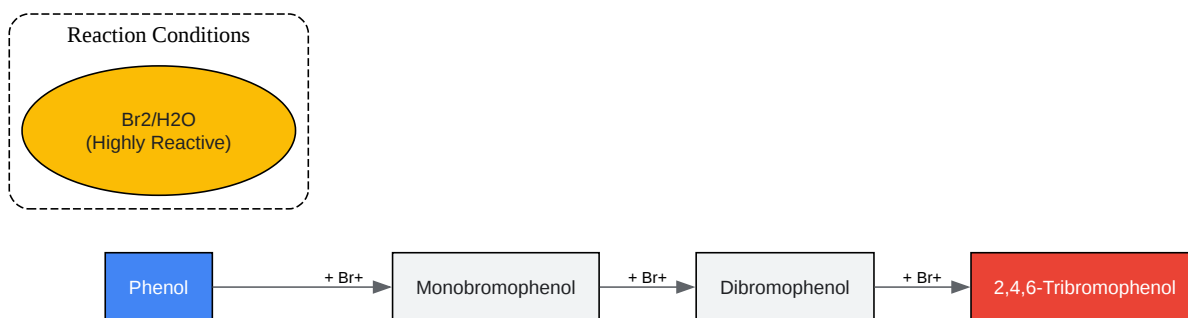 Reaction Conditions
Br2/H2O
(Highly Reactive)
Phenol
+ Br+
Monobromophenol
+ Br+
Dibromophenol
+ Br+
2,4,6-Tribromophenol